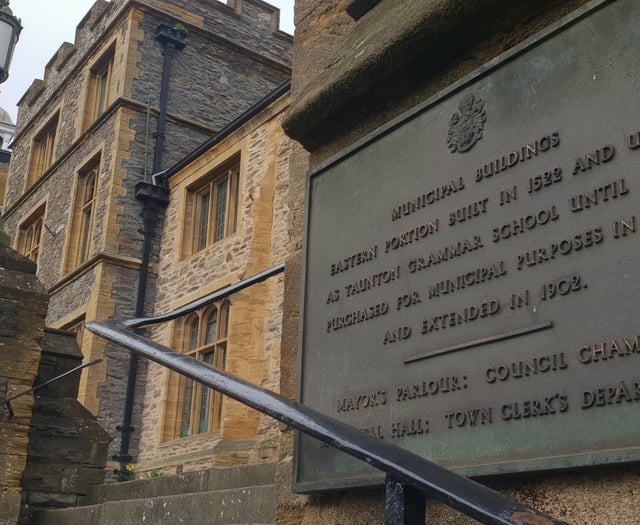 MUNICIPAL BUILDINGS
EASTERN PORTION BUILT IN 1522 AND U
AS TAUNTON GRAMMAR SCHOOL UNTIL
PURCHASED FOR MUNICIPAL PURPOSES IN
AND EXTENDED IN 1902.
MAYOR'S PARLOUR: COUNCIL CHAM
HALL: TOWN CLERK'S DEPAR